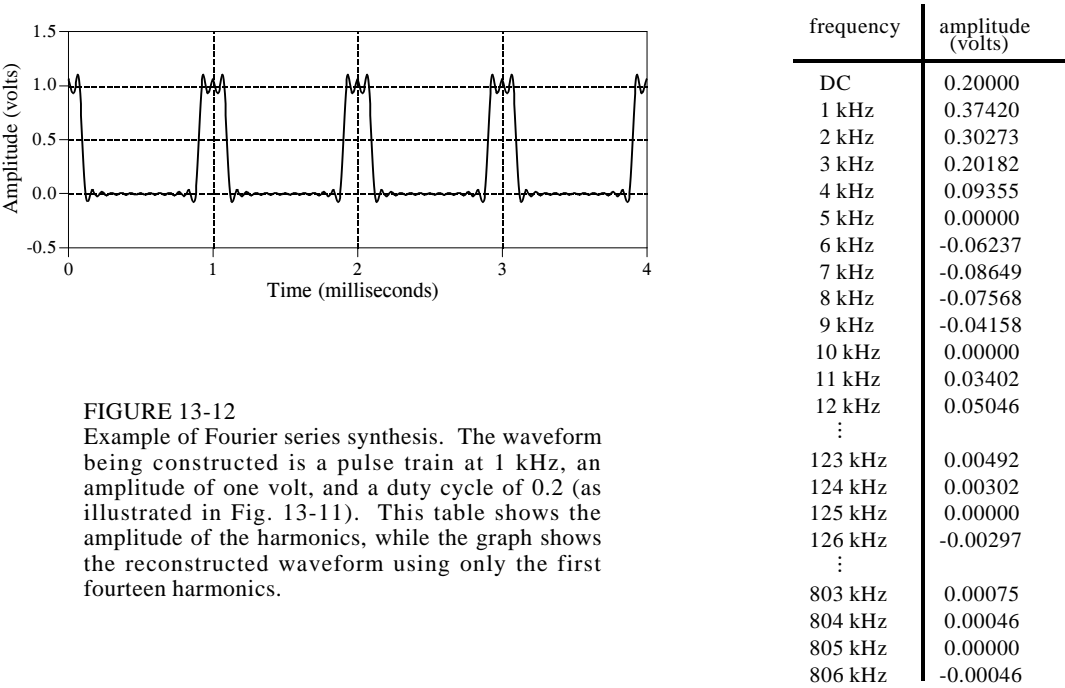 1.5
1.0
0.5
0.0
-0.5
Amplitude (volts)
0 1 2 3 4
Time (milliseconds)
FIGURE 13-12
Example of Fourier series synthesis. The waveform
being constructed is a pulse train at 1 kHz, an
amplitude of one volt, and a duty cycle of 0.2 (as
illustrated in Fig. 13-11). This table shows the
amplitude of the harmonics, while the graph shows
the reconstructed waveform using only the first
fourteen harmonics.
frequency amplitude
(volts)
DC 0.20000
1 kHz 0.37420
2 kHz 0.30273
3 kHz 0.20182
4 kHz 0.09355
5 kHz 0.00000
6 kHz -0.06237
7 kHz -0.08649
8 kHz -0.07568
9 kHz -0.04158
10 kHz 0.00000
11 kHz 0.03402
12 kHz 0.05046
⋮
123 kHz 0.00492
124 kHz 0.00302
125 kHz 0.00000
126 kHz -0.00297
⋮
803 kHz 0.00075
804 kHz 0.00046
805 kHz 0.00000
806 kHz -0.00046